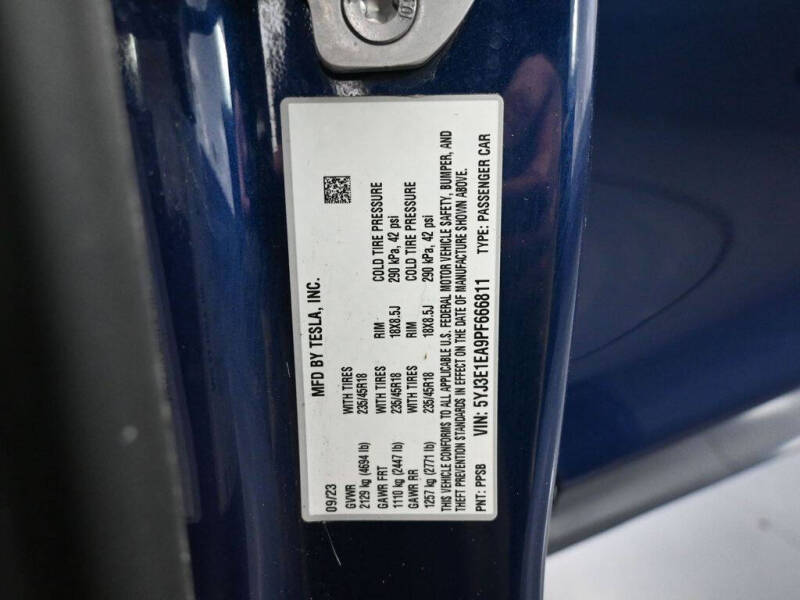 MFD BY TESLA, INC.
09/23
GVWR WITH TIRES
2129 kg (4694 lb) 235/45R18
GAWR FRT WITH TIRES RIM COLD TIRE PRESSURE
1110 kg (2447 lb) 235/45R18 18X8.5J 290 kPa, 42 psi
GAWR RR WITH TIRES RIM COLD TIRE PRESSURE
1257 kg (2771 lb) 235/45R18 18X8.5J 290 kPa, 42 psi
THIS VEHICLE CONFORMS TO ALL APPLICABLE U.S. FEDERAL MOTOR VEHICLE SAFETY, BUMPER, AND
THEFT PREVENTION STANDARDS IN EFFECT ON THE DATE OF MANUFACTURE SHOWN ABOVE.
PNT: PPSB VIN: 5YJ3E1EA9PF666811 TYPE: PASSENGER CAR